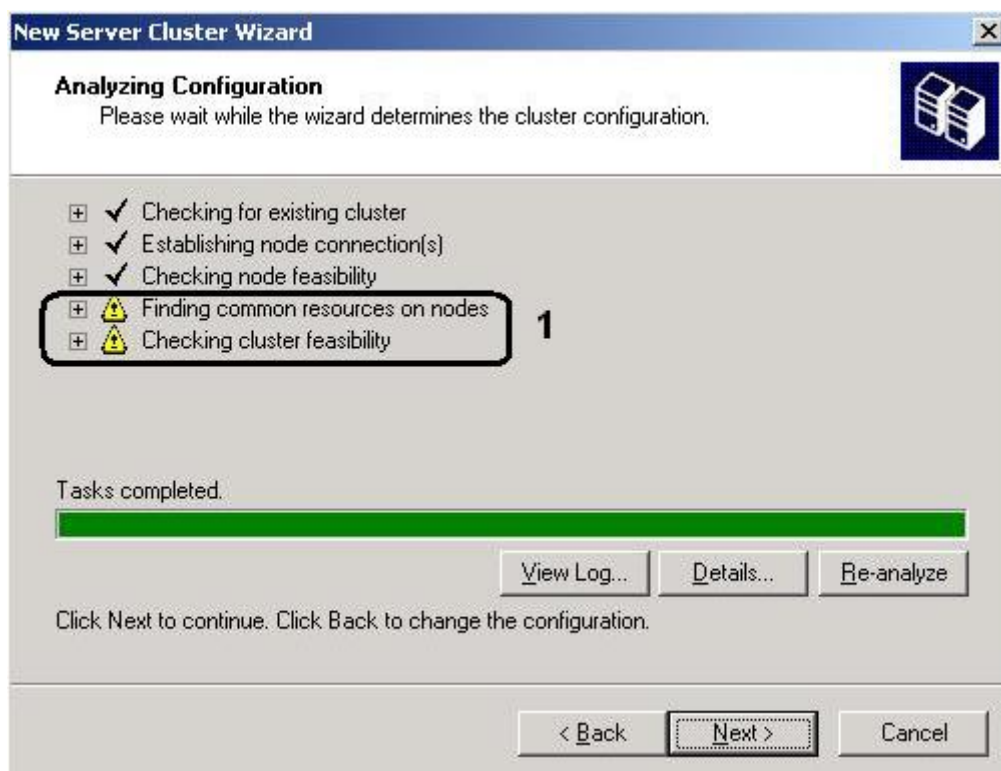 New Server Cluster Wizard
Analyzing Configuration
Please wait while the wizard determines the cluster configuration.
Checking for existing cluster
Establishing node connection(s)
Checking node feasibility
Finding common resources on nodes
Checking cluster feasibility
1
Tasks completed.
View Log... Details... Re-analyze
Click Next to continue. Click Back to change the configuration.
< Back Next > Cancel